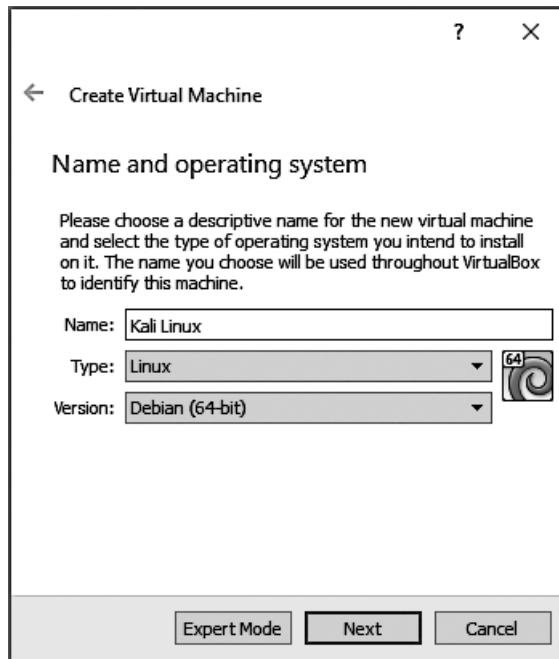 ?
Create Virtual Machine
Name and operating system
Please choose a descriptive name for the new virtual machine
and select the type of operating system you intend to install
on it. The name you choose will be used throughout VirtualBox
to identify this machine.
Name: Kali Linux
Type: Linux
64
Version: Debian (64-bit)
Expert Mode Next Cancel